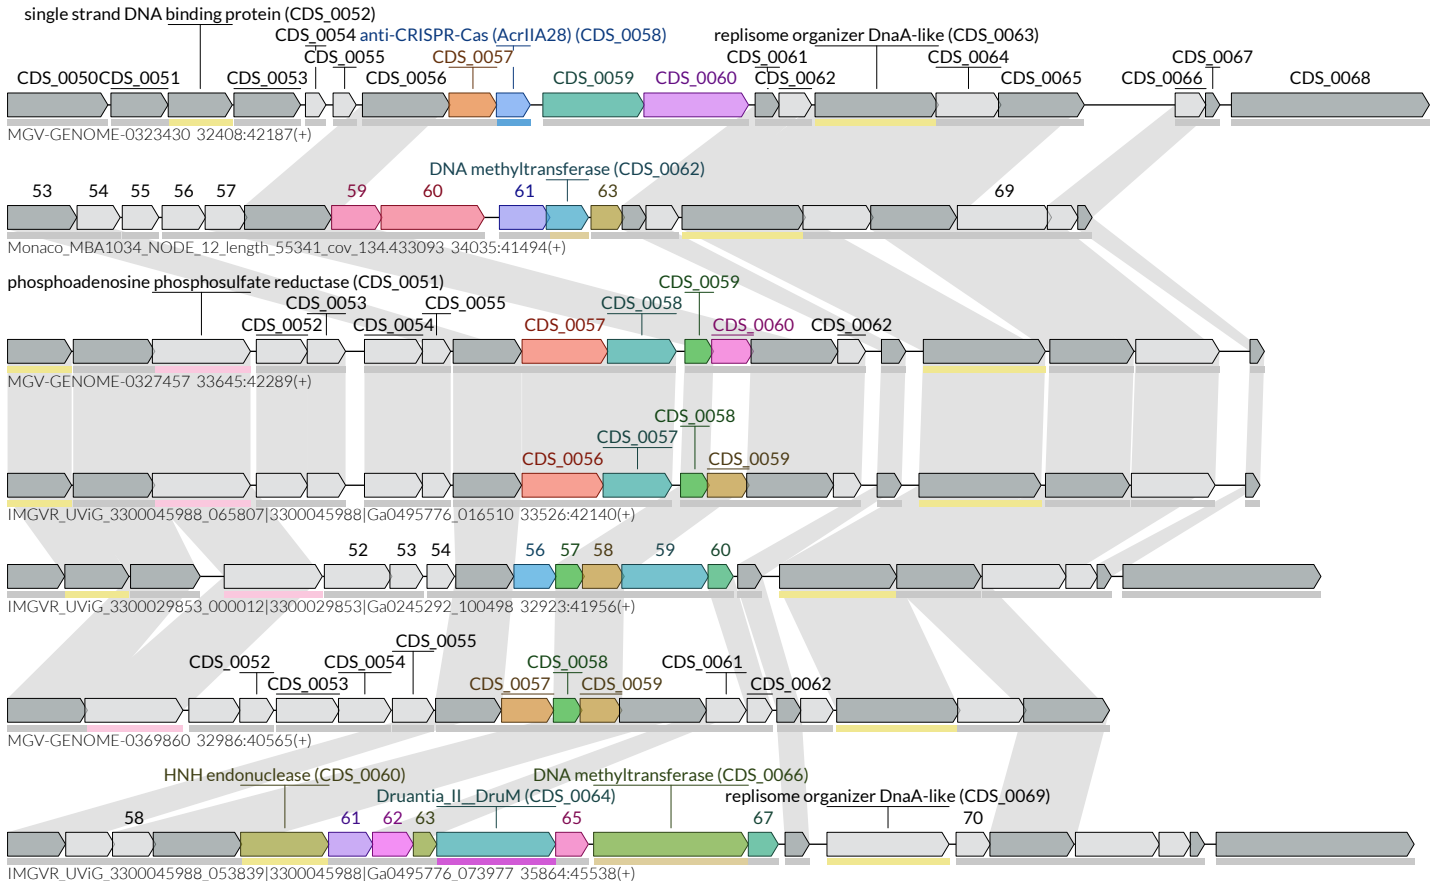 single strand DNA binding protein (CDS_0052)
CDS_0054 anti-CRISPR-Cas (AcrIIA28) (CDS_0058) replisome organizer DnaA-like (CDS_0063)
CDS_0055 CDS_0057 CDS_0061 CDS_0064 CDS_0067
CDS_0050 CDS_0051 CDS_0053 CDS_0056 CDS_0059 CDS_0060 CDS_0062 CDS_0065 CDS_0066 CDS_0068
MGV-GENOME-0323430 32408:42187(+)
DNA methyltransferase (CDS_0062)
53 54 55 56 57 59 60 61 63 69
Monaco_MBA1034_NODE_12_length_55341_cov_134.433093 34035:41494(+)
phosphoadenosine phosphosulfate reductase (CDS_0051) CDS_0059
CDS_0053 CDS_0055 CDS_0058
CDS_0052 CDS_0054 CDS_0057 CDS_0060 CDS_0062
MGV-GENOME-0327457 33645:42289(+)
CDS_0058
CDS_0057
CDS_0056 CDS_0059
IMGVR_UViG_3300045988_065807|3300045988|Ga0495776_016510 33526:42140(+)
52 53 54 56 57 58 59 60
IMGVR_UViG_3300029853_000012|3300029853|Ga0245292_100498 32923:41956(+)
CDS_0055
CDS_0052 CDS_0054 CDS_0058 CDS_0061
CDS_0053 CDS_0057 CDS_0059 CDS_0062
MGV-GENOME-0369860 32986:40565(+)
HNH endonuclease (CDS_0060) DNA methyltransferase (CDS_0066)
Druantia_II__DruM (CDS_0064) replisome organizer DnaA-like (CDS_0069)
58 61 62 63 65 67 70
IMGVR_UViG_3300045988_053839|3300045988|Ga0495776_073977 35864:45538(+)